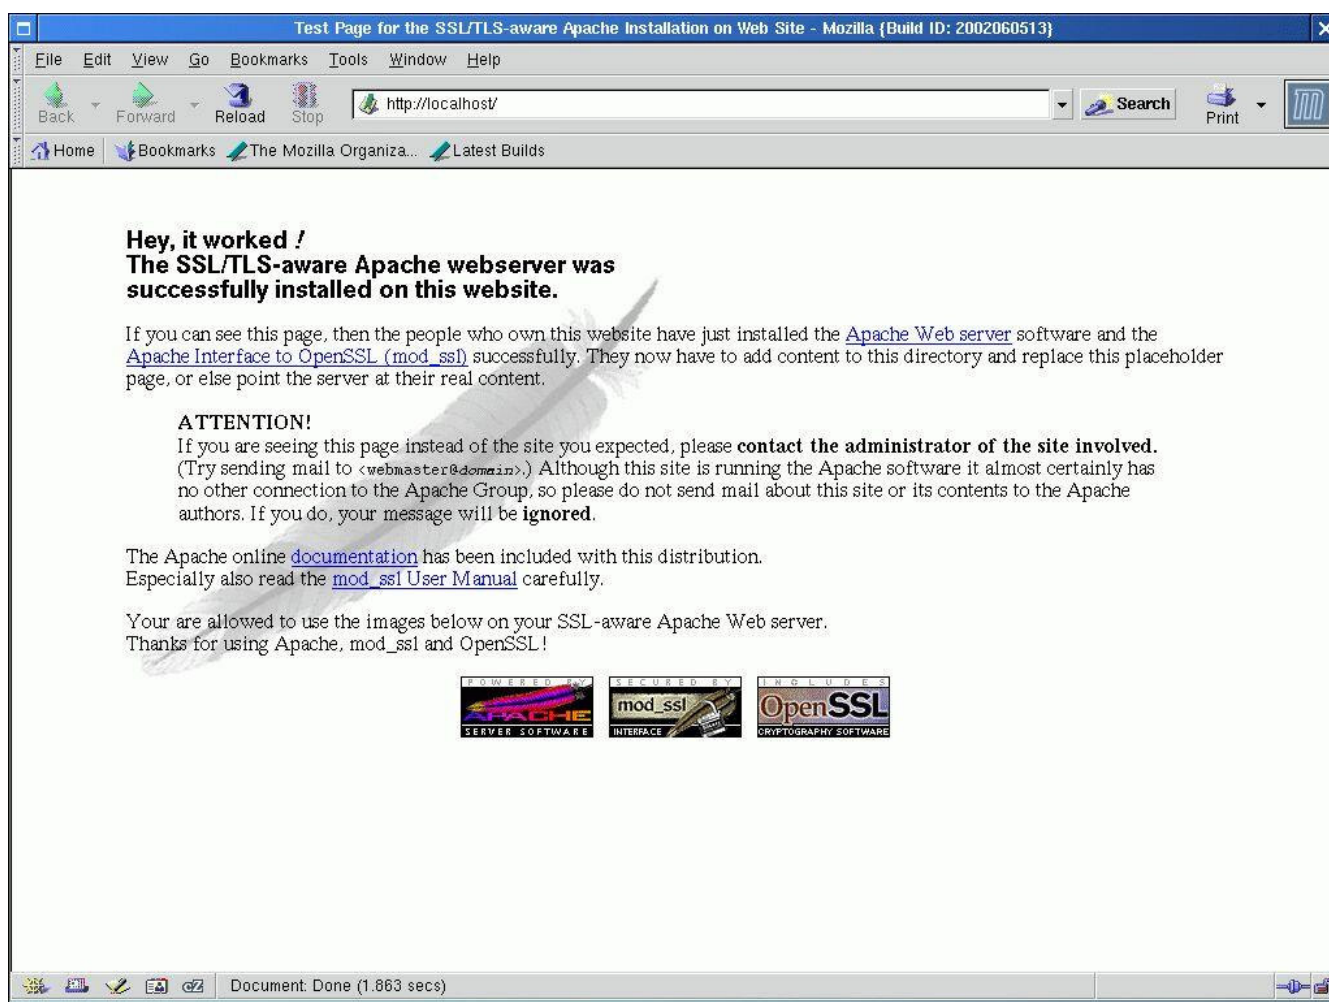 Test Page for the SSL/TLS-aware Apache Installation on Web Site - Mozilla {Build ID: 2002060513}
File Edit View Go Bookmarks Tools Window Help
Back Forward Reload Stop http://localhost/ Search Print
Home Bookmarks The Mozilla Organiza... Latest Builds
Hey, it worked !
The SSL/TLS-aware Apache webserver was
successfully installed on this website.
If you can see this page, then the people who own this website have just installed the Apache Web server software and the
Apache Interface to OpenSSL (mod_ssl) successfully. They now have to add content to this directory and replace this placeholder
page, or else point the server at their real content.
ATTENTION!
If you are seeing this page instead of the site you expected, please contact the administrator of the site involved.
(Try sending mail to <webmaster@domain>.) Although this site is running the Apache software it almost certainly has
no other connection to the Apache Group, so please do not send mail about this site or its contents to the Apache
authors. If you do, your message will be ignored.
The Apache online documentation has been included with this distribution.
Especially also read the mod_ssl User Manual carefully.
Your are allowed to use the images below on your SSL-aware Apache Web server.
Thanks for using Apache, mod_ssl and OpenSSL!
POWERED BY SECURED BY INCLUDES
APACHE mod_ssl OpenSSL
SERVER SOFTWARE INTERFACE CRYPTOGRAPHY SOFTWARE
Document: Done (1.863 secs)